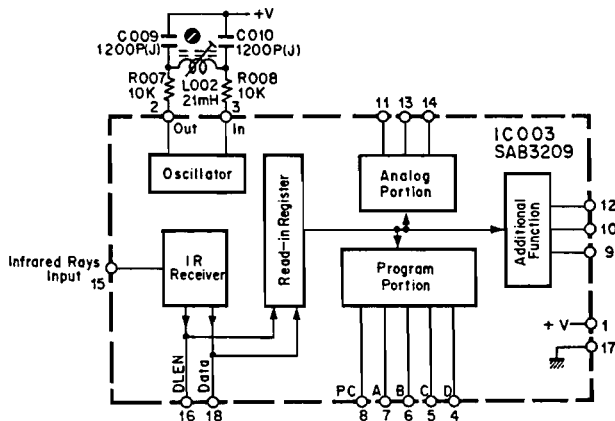 +V
C009
1200P(J)
C010
1200P(J)
R007
10K
L002
21mH
R008
10K
2
Out
3
In
11
13
14
IC003
SAB3209
Oscillator
Read-in Register
Analog
Portion
Additional
Function
12
10
9
Infrared Rays
Input
15
IR
Receiver
Program
Portion
+V
1
17
DLEN
Data
PC
A
B
C
D
16
18
8
7
6
5
4